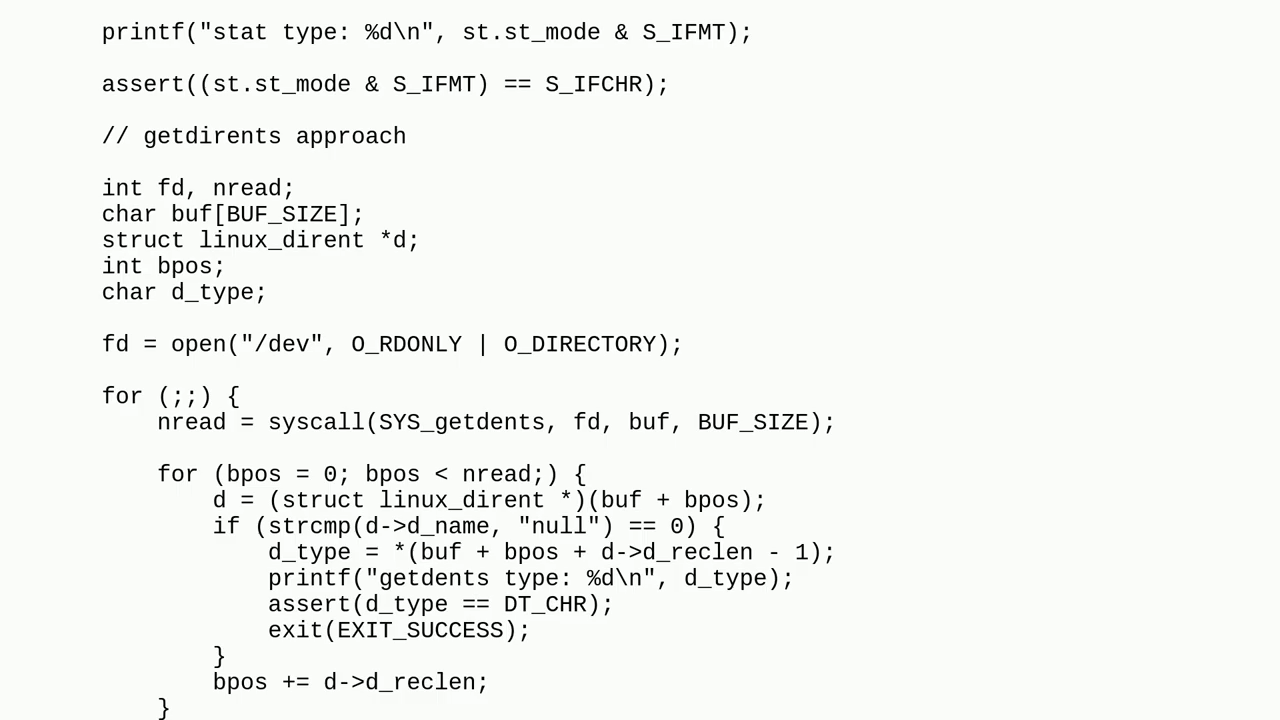 printf("stat type: %d\n", st.st_mode & S_IFMT);
assert((st.st_mode & S_IFMT) == S_IFCHR);
// getdirents approach
int fd, nread;
char buf[BUF_SIZE];
struct linux_dirent *d;
int bpos;
char d_type;
fd = open("/dev", O_RDONLY | O_DIRECTORY);
for (;;) {
nread = syscall(SYS_getdents, fd, buf, BUF_SIZE);
for (bpos = 0; bpos < nread;) {
d = (struct linux_dirent *)(buf + bpos);
if (strcmp(d->d_name, "null") == 0) {
d_type = *(buf + bpos + d->d_reclen - 1);
printf("getdents type: %d\n", d_type);
assert(d_type == DT_CHR);
exit(EXIT_SUCCESS);
}
bpos += d->d_reclen;
}